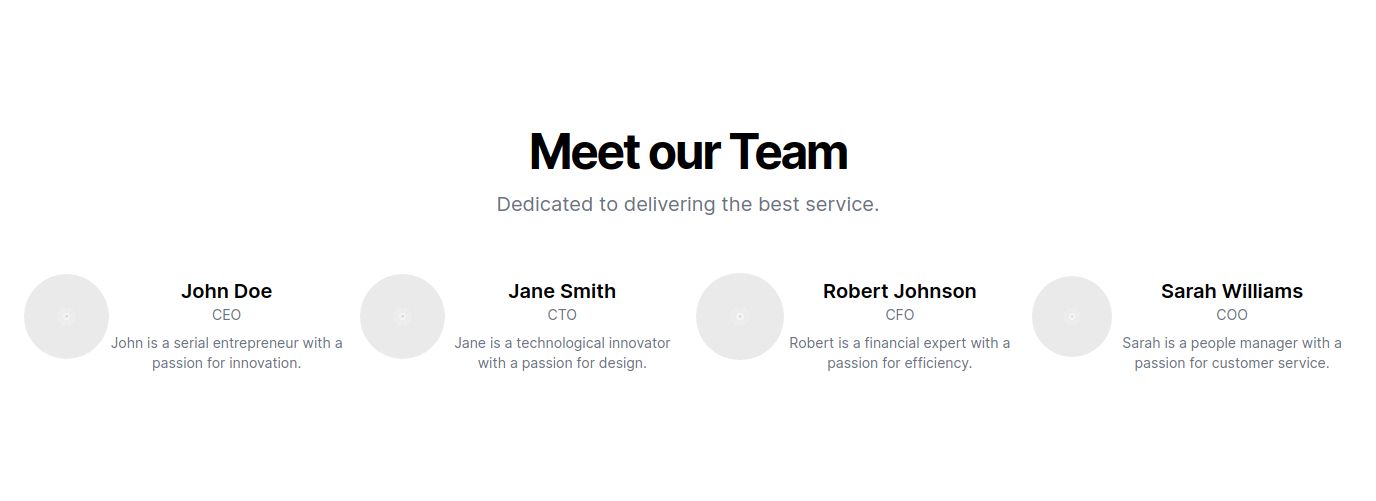 Meet our Team
Dedicated to delivering the best service.
John Doe
CEO
John is a serial entrepreneur with a
passion for innovation.
Jane Smith
CTO
Jane is a technological innovator
with a passion for design.
Robert Johnson
CFO
Robert is a financial expert with a
passion for efficiency.
Sarah Williams
COO
Sarah is a people manager with a
passion for customer service.